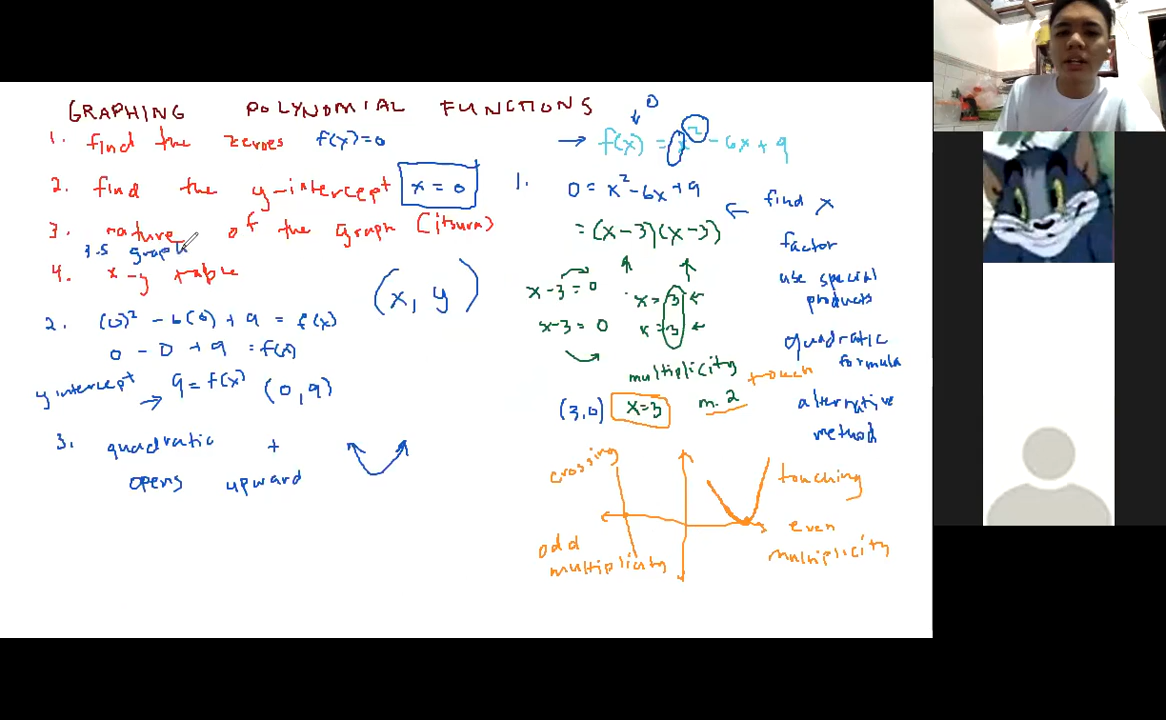 GRAPHING POLYNOMIAL FUNCTIONS
1. find the zeroes f(x)=0
2. find the y-intercept x = 0
3. nature of the graph (itsura)
3.5 graph
4. x-y table
(x, y)
2. (0)² - 6(0) + 9 = f(x)
0 - 0 + 9 = f(x)
y intercept → 9 = f(x) (0, 9)
3. quadratic +
opens upward
0
→ f(x) = x² - 6x + 9
1.
0 = x² - 6x + 9
= (x-3)(x-3)
x-3 = 0 x = 3
x-3 = 0 x = 3
multiplicity touch
(3,0) x=3 m. 2
← find x
factor
use special
products
quadratic
formula
alternative
method
crossing touching
odd
multiplicity
even
multiplicity